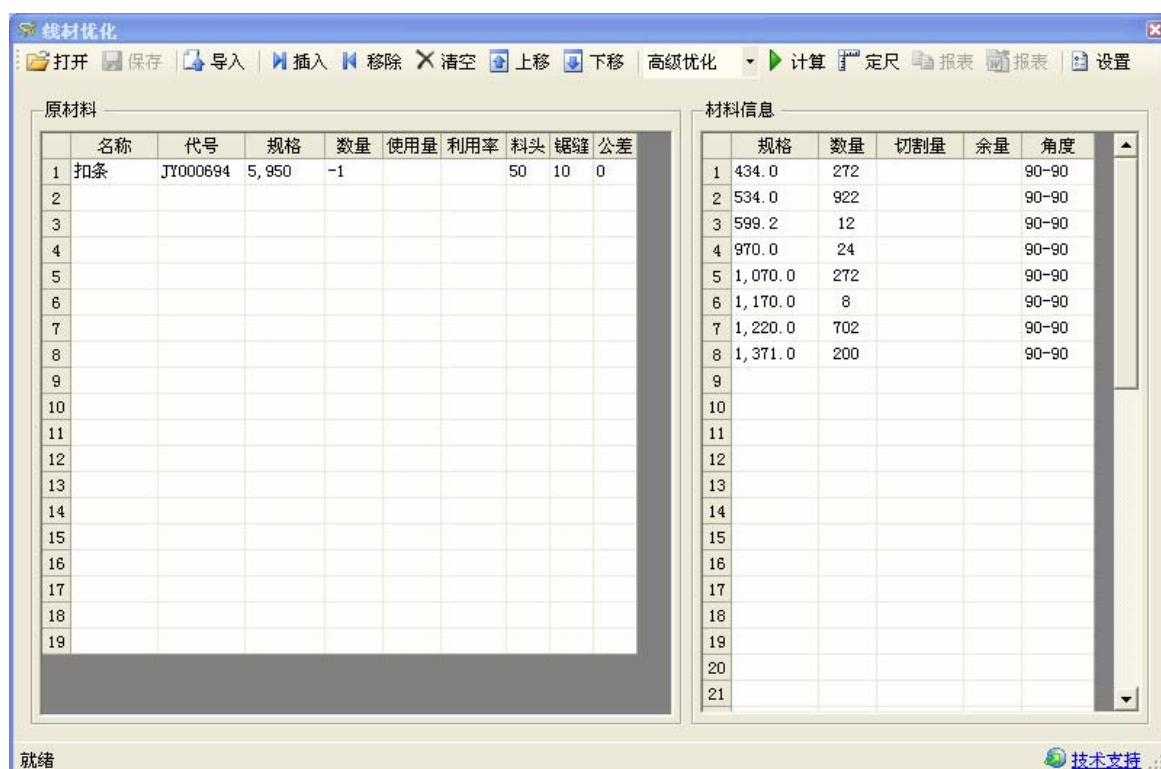 线材优化
打开 保存 导入 插入 移除 清空 上移 下移 高级优化 计算 定尺 报表 报表 设置
原材料
名称 代号 规格 数量 使用量 利用率 料头 锯缝 公差
1 扣条 JY000694 5,950 -1 50 10 0
2
3
4
5
6
7
8
9
10
11
12
13
14
15
16
17
18
19
材料信息
规格 数量 切割量 余量 角度
1 434.0 272 90-90
2 534.0 922 90-90
3 599.2 12 90-90
4 970.0 24 90-90
5 1,070.0 272 90-90
6 1,170.0 8 90-90
7 1,220.0 702 90-90
8 1,371.0 200 90-90
9
10
11
12
13
14
15
16
17
18
19
20
21
就绪 技术支持